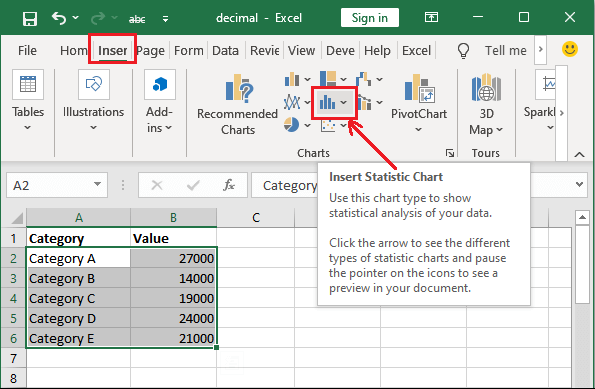 decimal - Excel Sign in
abc
File Hom Inser Page Form Data Revie View Deve Help Excel Tell me
Tables Illustrations Add-
ins
Recommended
Charts
PivotChart
3D
Map
Sparkl
Charts Tours
A2 fx Category
Insert Statistic Chart
Use this chart type to show
statistical analysis of your data.
Click the arrow to see the different
types of statistic charts and pause
the pointer on the icons to see a
preview in your document.
A B C
1 Category Value
2 Category A 27000
3 Category B 14000
4 Category C 19000
5 Category D 24000
6 Category E 21000
7
8